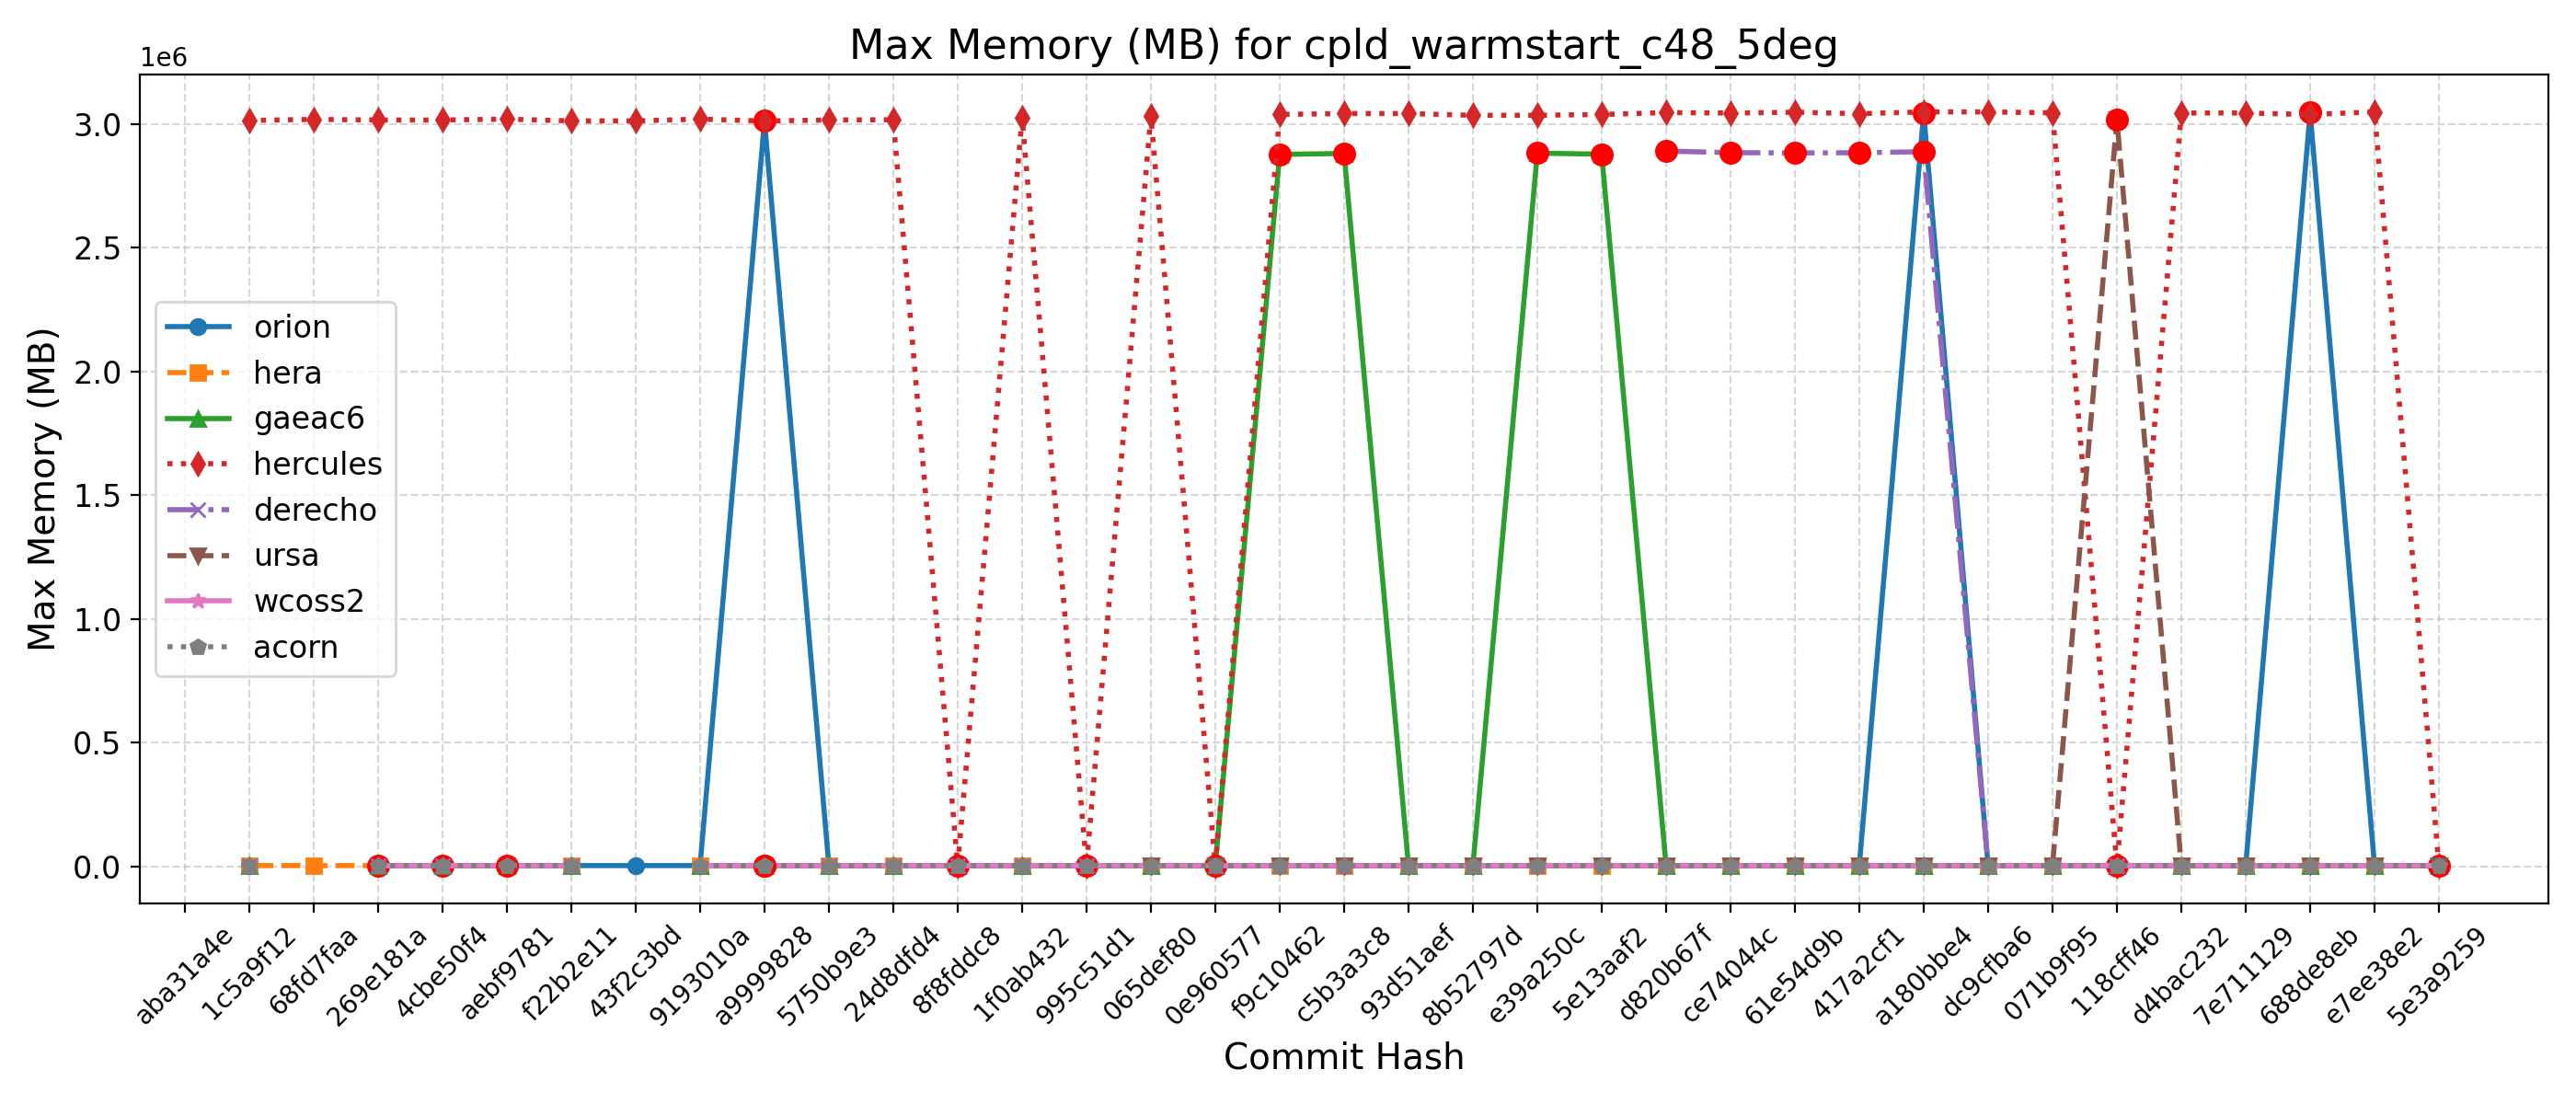 Max Memory (MB) for cpld_warmstart_c48_5deg
1e6
3.0
2.5
2.0
1.5
1.0
0.5
0.0
Max Memory (MB)
orion
hera
gaeac6
hercules
derecho
ursa
wcoss2
acorn
aba31a4e
1c5a9f12
68fd7faa
269e181a
4cbe50f4
aebf9781
f22b2e11
43f2c3bd
9193010a
a9999828
5750b9e3
24d8dfd4
8f8fddc8
1f0ab432
995c51d1
065def80
0e960577
f9c10462
c5b3a3c8
93d51aef
8b52797d
e39a250c
5e13aaf2
d820b67f
ce74044c
61e54d9b
417a2cf1
a180bbe4
dc9cfba6
071b9f95
118cff46
d4bac232
7e711129
688de8eb
e7ee38e2
5e3a9259
Commit Hash